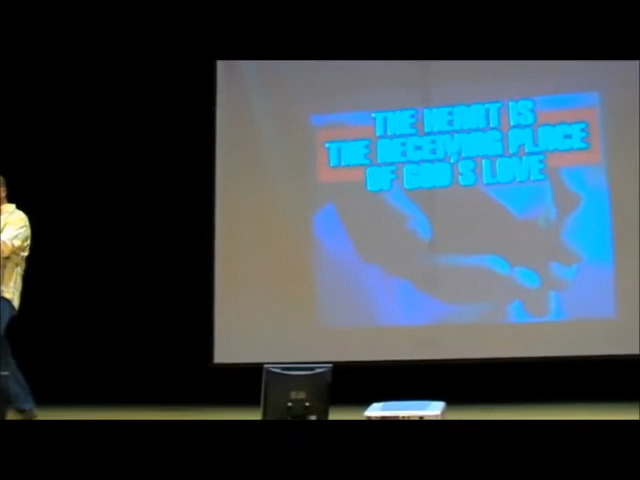 THE HEART IS
THE RECEIVING PLACE
OF GOD'S LOVE